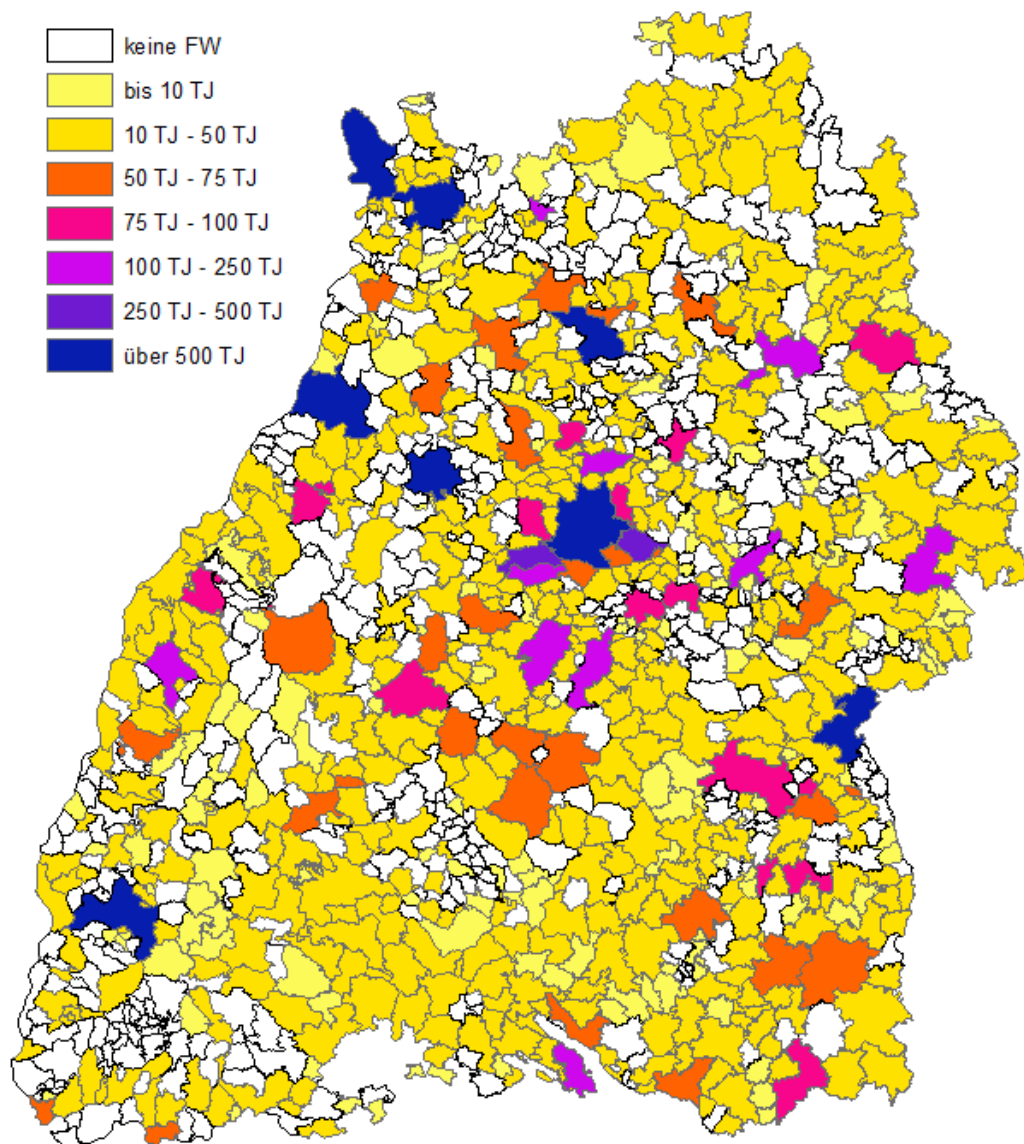 keine FW
bis 10 TJ
10 TJ - 50 TJ
50 TJ - 75 TJ
75 TJ - 100 TJ
100 TJ - 250 TJ
250 TJ - 500 TJ
über 500 TJ